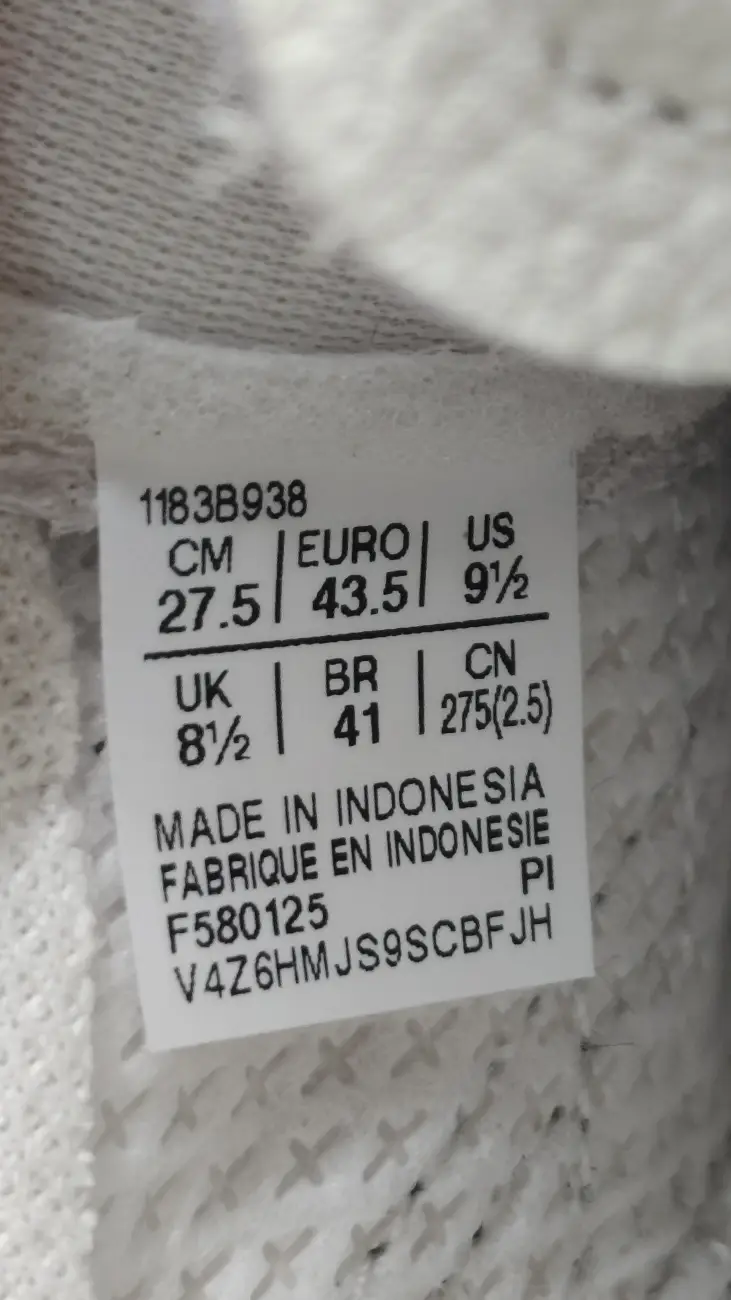 1183B938
CM | EURO | US
27.5 | 43.5 | 9½
UK | BR | CN
8½ | 41 | 275(2.5)
MADE IN INDONESIA
FABRIQUE EN INDONESIE
F580125 PI
V4Z6HMJS9SCBFJH